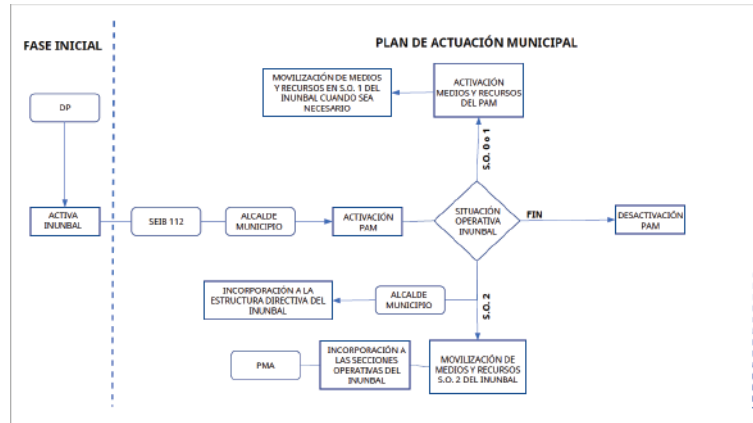 FASE INICIAL
PLAN DE ACTUACIÓN MUNICIPAL
DP
ACTIVA
INUNBAL
SEIB 112
ALCALDE
MUNICIPIO
ACTIVACIÓN
PAM
SITUACIÓN
OPERATIVA
INUNBAL
S.O. 0 o 1
ACTIVACIÓN
MEDIOS Y RECURSOS
DEL PAM
MOVILIZACIÓN DE MEDIOS
Y RECURSOS EN S.O. 1 DEL
INUNBAL CUANDO SEA
NECESARIO
FIN
DESACTIVACIÓN
PAM
S.O. 2
ALCALDE
MUNICIPIO
INCORPORACIÓN A LA
ESTRUCTURA DIRECTIVA DEL
INUNBAL
MOVILIZACIÓN DE
MEDIOS Y RECURSOS
S.O. 2 DEL INUNBAL
INCORPORACIÓN A
LAS SECCIONES
OPERATIVAS DEL
INUNBAL
PMA